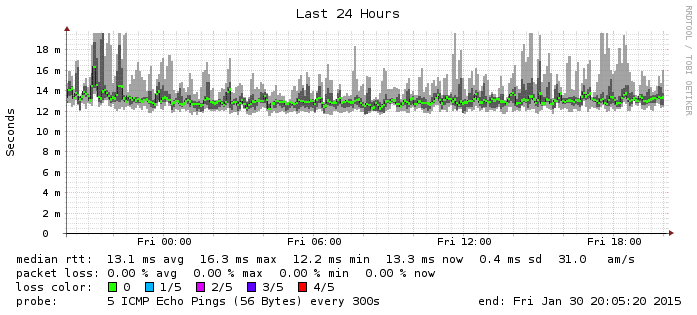 Last 24 Hours
RRDTOOL / TOBI OETIKER
Seconds
18 m
16 m
14 m
12 m
10 m
8 m
6 m
4 m
2 m
0
Fri 00:00 Fri 06:00 Fri 12:00 Fri 18:00
median rtt: 13.1 ms avg 16.3 ms max 12.2 ms min 13.3 ms now 0.4 ms sd 31.0 am/s
packet loss: 0.00 % avg 0.00 % max 0.00 % min 0.00 % now
loss color: 0 1/5 2/5 3/5 4/5
probe: 5 ICMP Echo Pings (56 Bytes) every 300s end: Fri Jan 30 20:05:20 2015